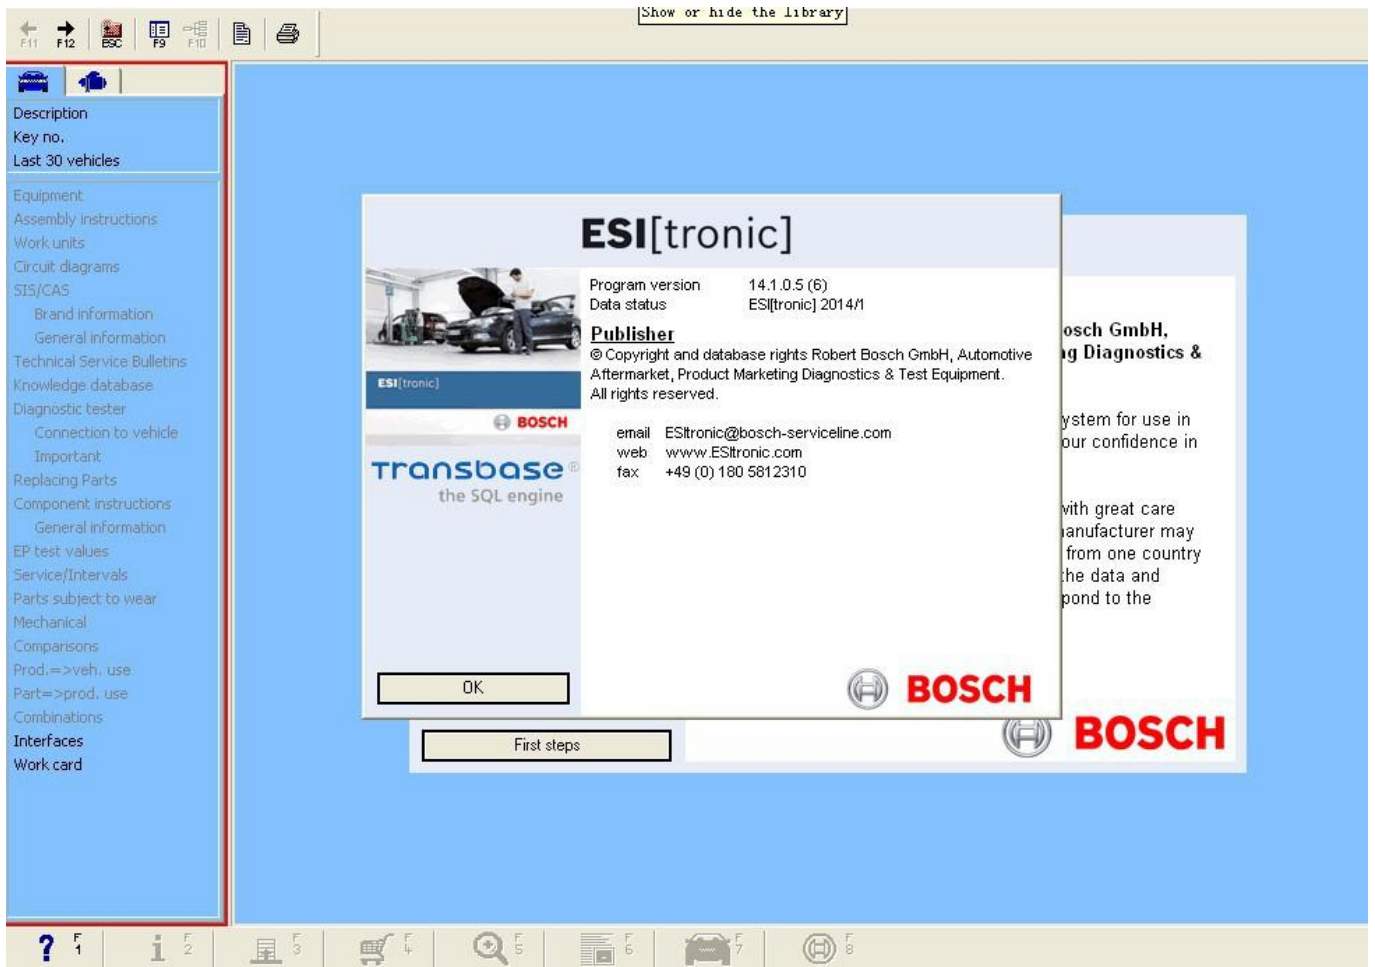 Show or hide the library
F11
F12
ESC
F9
F10
Description
Key no.
Last 30 vehicles
Equipment
Assembly instructions
Work units
Circuit diagrams
SIS/CAS
Brand information
General information
Technical Service Bulletins
Knowledge database
Diagnostic tester
Connection to vehicle
Important
Replacing Parts
Component instructions
General information
EP test values
Service/Intervals
Parts subject to wear
Mechanical
Comparisons
Prod.=>veh. use
Part=>prod. use
Combinations
Interfaces
Work card
ESI[tronic]
Program version 14.1.0.5 (6)
Data status ESI[tronic] 2014/1
Publisher
© Copyright and database rights Robert Bosch GmbH, Automotive
Aftermarket, Product Marketing Diagnostics & Test Equipment.
All rights reserved.
email ESItronic@bosch-serviceline.com
web www.ESItronic.com
fax +49 (0) 180 5812310
ESI[tronic]
BOSCH
Transbase®
the SQL engine
OK
BOSCH
osch GmbH,
g Diagnostics &
ystem for use in
our confidence in
with great care
anufacturer may
from one country
the data and
pond to the
First steps
BOSCH
? F1
i F2
F3
F4
F5
F6
F7
F8